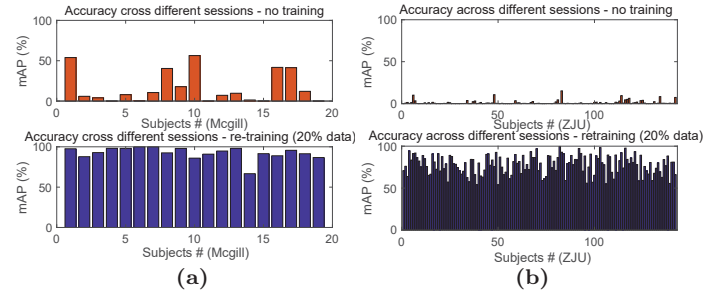 Accuracy cross different sessions - no training
100
50
0
mAP (%)
0 5 10 15 20
Subjects # (Mcgill)
Accuracy cross different sessions - re-training (20% data)
100
50
0
mAP (%)
0 5 10 15 20
Subjects # (Mcgill)
(a)
Accuracy across different sessions - no training
100
50
0
mAP (%)
0 50 100
Subjects # (ZJU)
Accuracy across different sessions - retraining (20% data)
100
50
0
mAP (%)
0 50 100
Subjects # (ZJU)
(b)